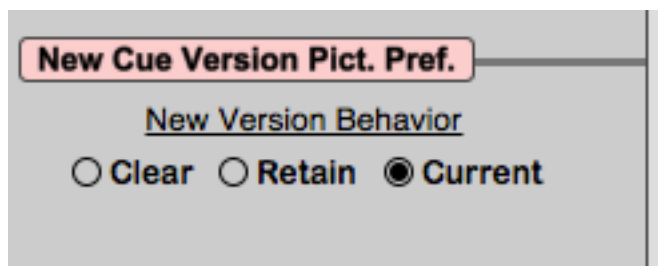 New Cue Version Pict. Pref.
New Version Behavior
Clear Retain Current